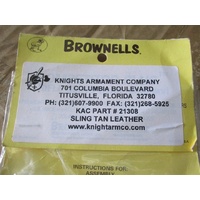 BROWNELLS
KNIGHTS ARMAMENT COMPANY
701 COLUMBIA BOULEVARD
TITUSVILLE, FLORIDA 32780
PH: (321)607-9900 FAX: (321)268-5925
KAC PART # 21308
SLING TAN LEATHER
www.knightarmco.com
INSTRUCTIONS FOR:
ASSEMBLY